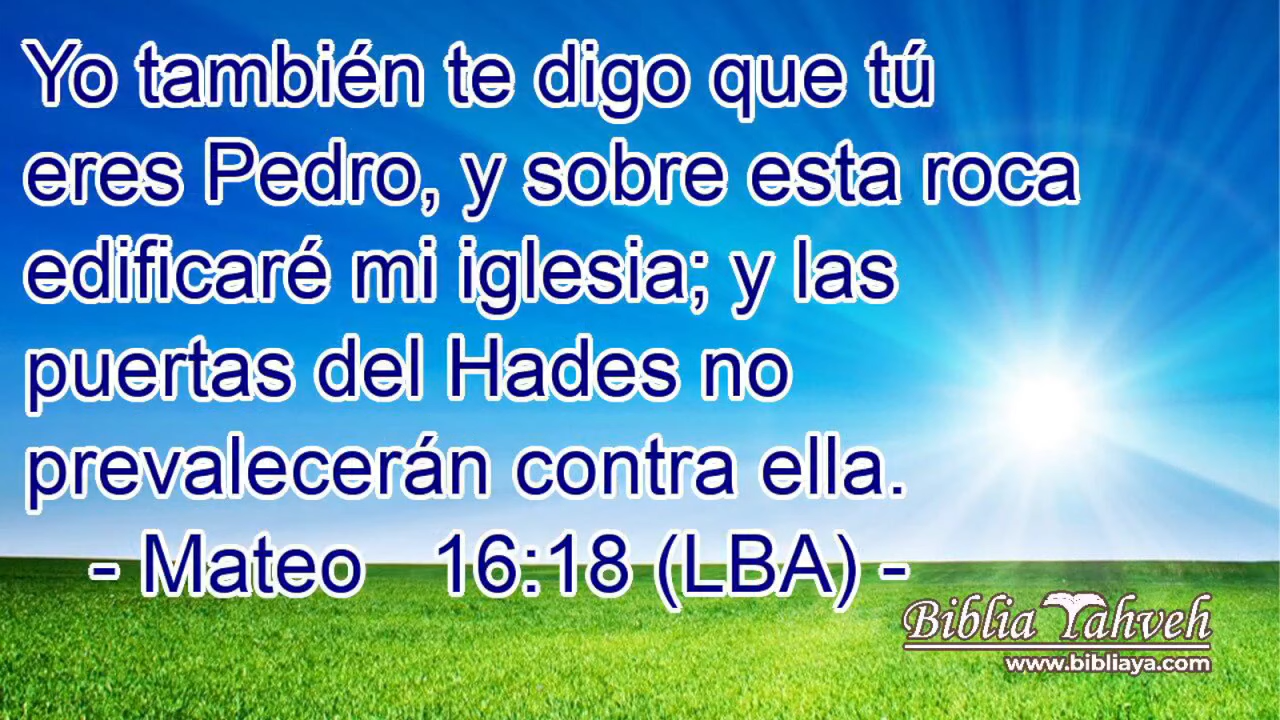 Yo también te digo que tú
eres Pedro, y sobre esta roca
edificaré mi iglesia; y las
puertas del Hades no
prevalecerán contra ella.
- Mateo 16:18 (LBA) -
Biblia Yahveh
www.bibliaya.com